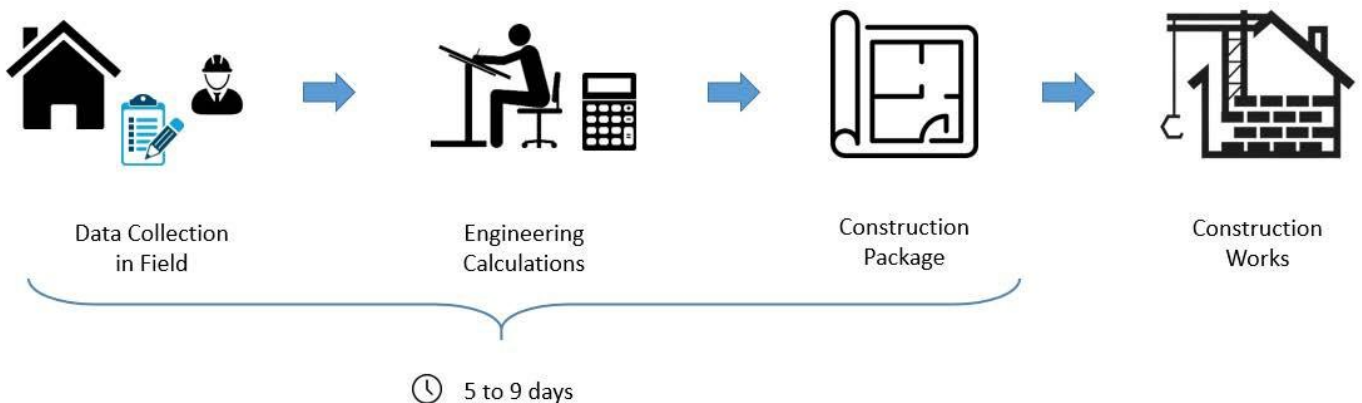 Data Collection
in Field
Engineering
Calculations
Construction
Package
Construction
Works
5 to 9 days